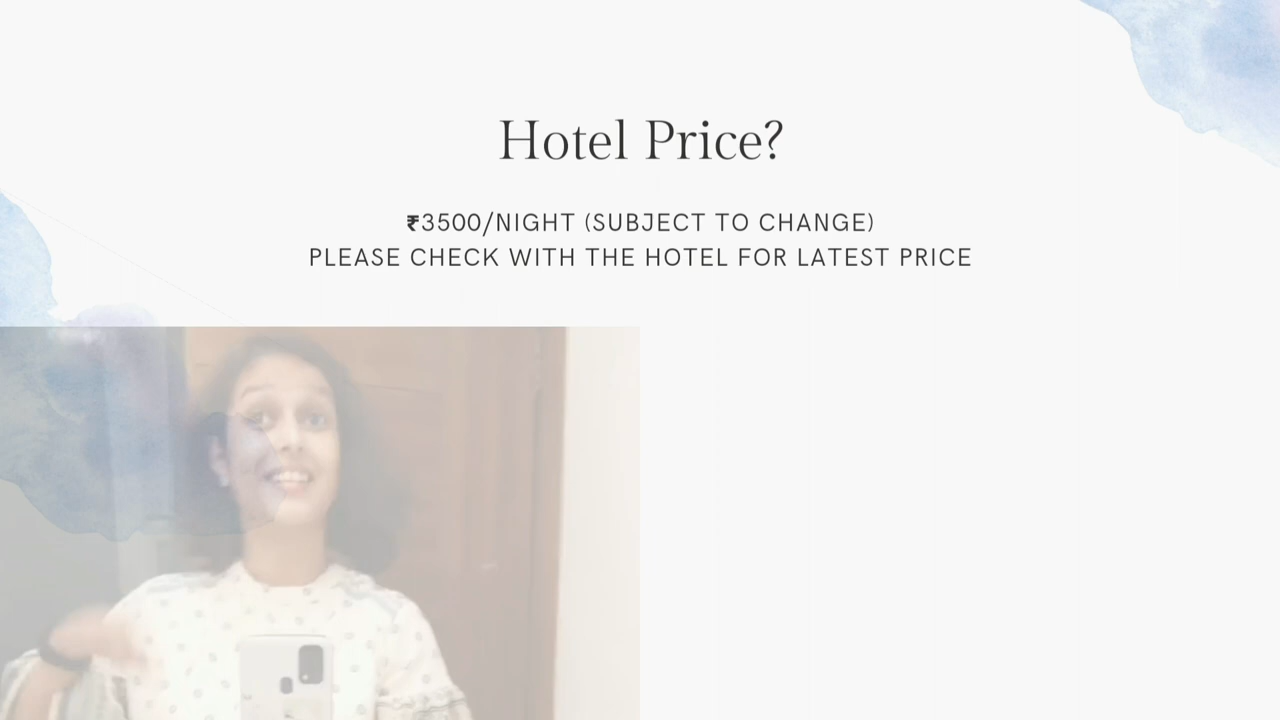 Hotel Price?
₹3500/NIGHT (SUBJECT TO CHANGE)
PLEASE CHECK WITH THE HOTEL FOR LATEST PRICE